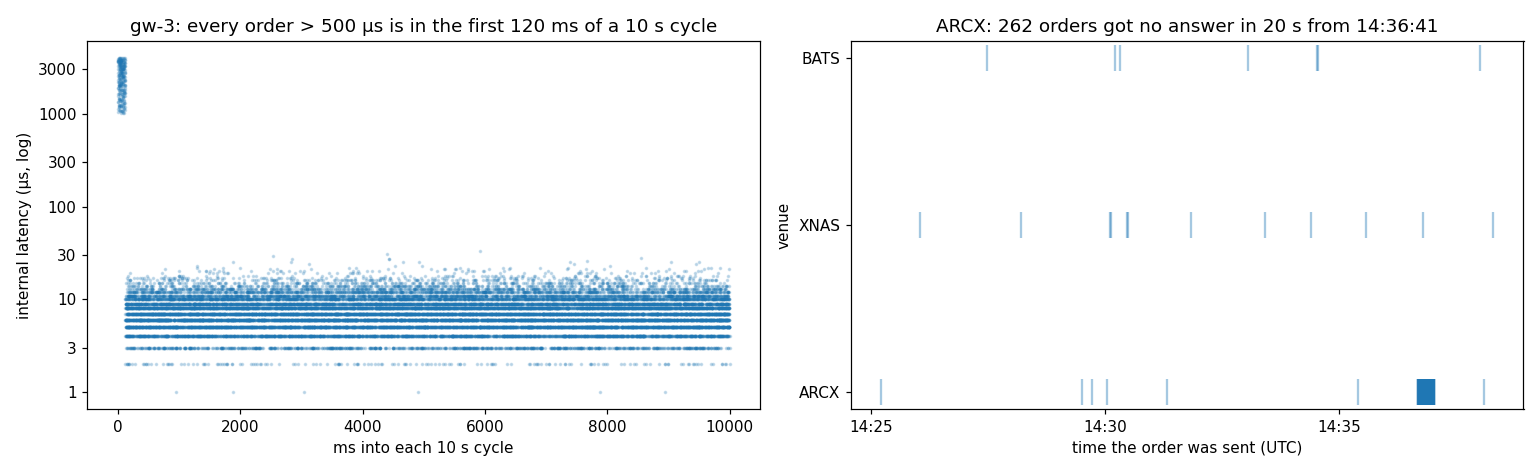 gw-3: every order > 500 µs is in the first 120 ms of a 10 s cycle
internal latency (µs, log)
3000
1000
300
100
30
10
3
1
0 2000 4000 6000 8000 10000
ms into each 10 s cycle
ARCX: 262 orders got no answer in 20 s from 14:36:41
venue
BATS
XNAS
ARCX
14:25 14:30 14:35
time the order was sent (UTC)